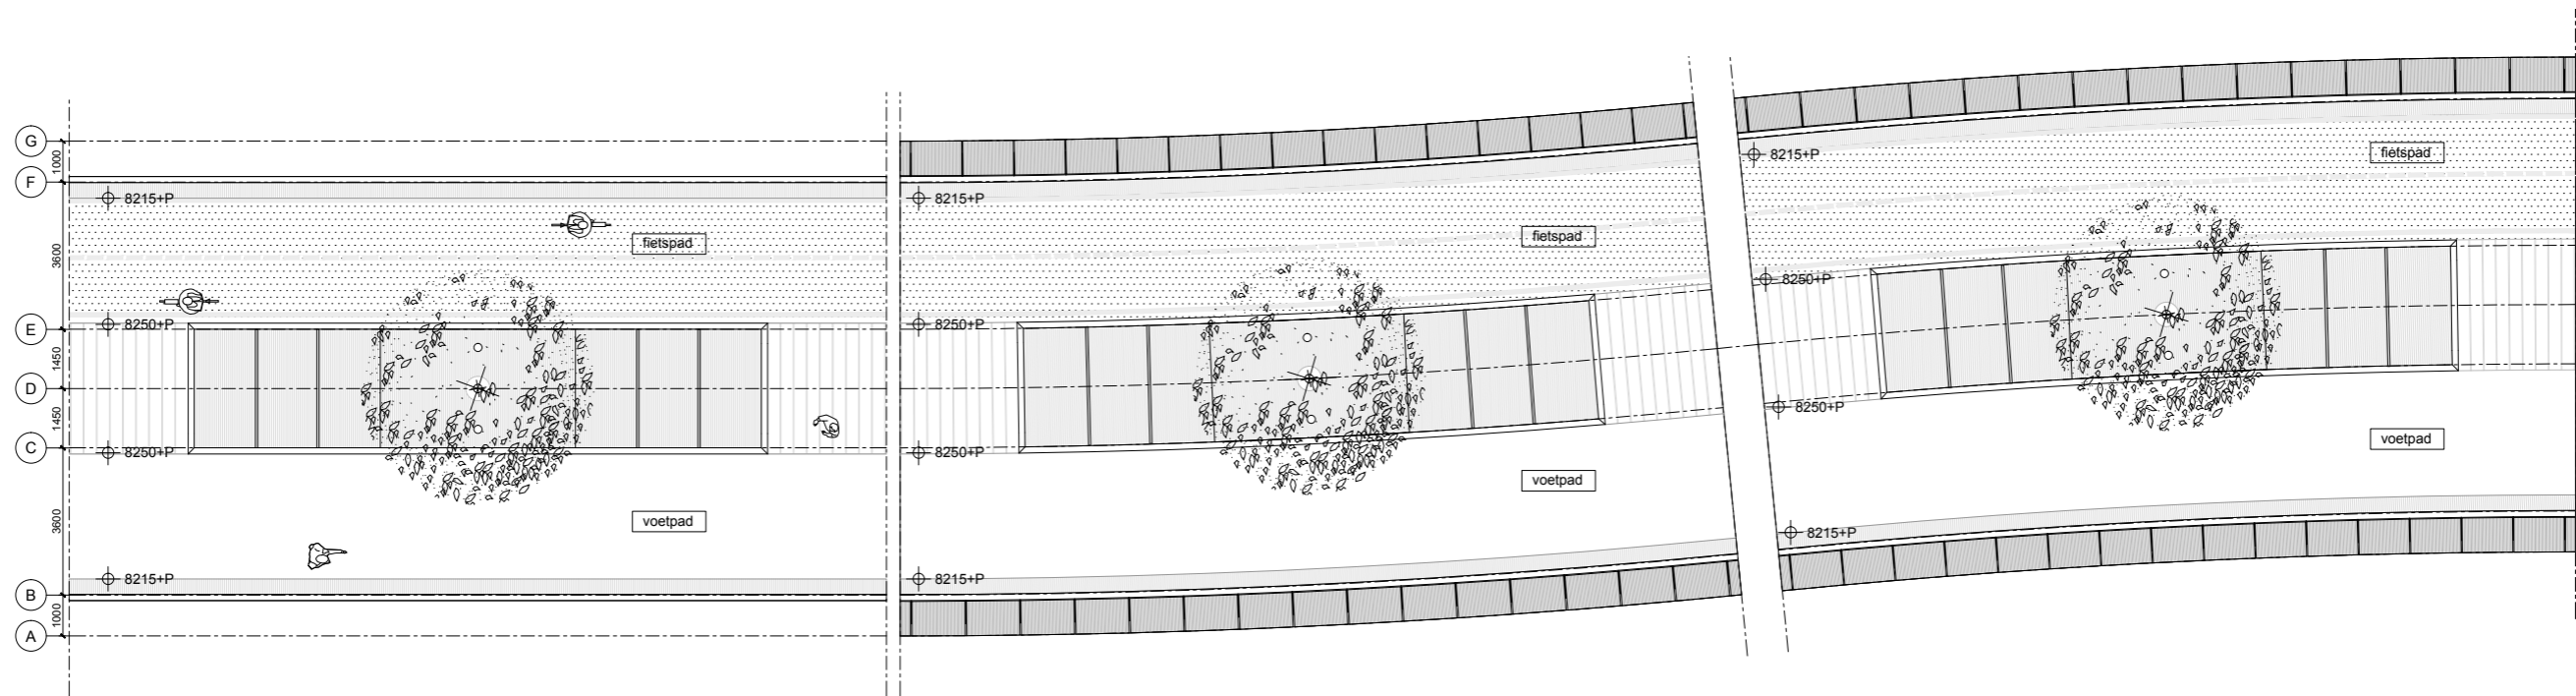 G
1000
F
8215+P
8215+P
8215+P
fietspad
3600
fietspad
fietspad
E
8250+P
8250+P
8250+P
1450
D
1450
C
8250+P
8250+P
8250+P
voetpad
3600
voetpad
voetpad
8215+P
8215+P
8215+P
B
1000
A